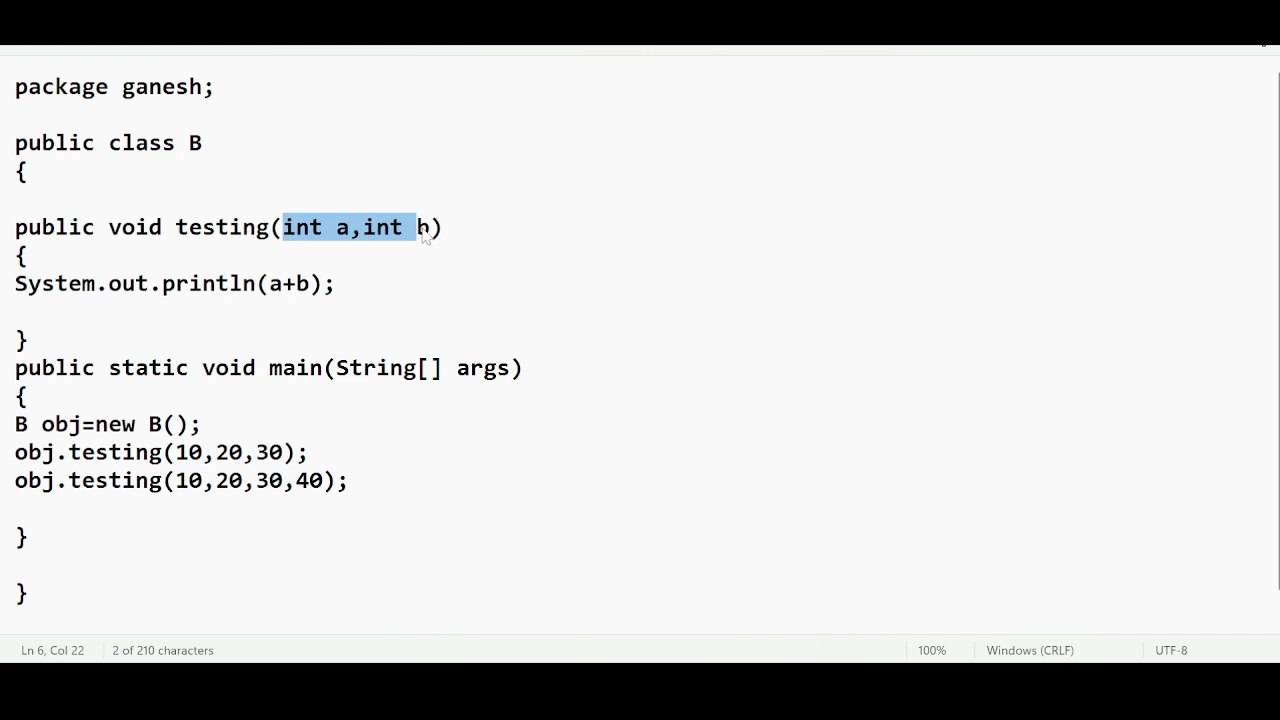 package ganesh;
public class B
{
public void testing(int a,int b)
{
System.out.println(a+b);
}
public static void main(String[] args)
{
B obj=new B();
obj.testing(10,20,30);
obj.testing(10,20,30,40);
}
}
Ln 6, Col 22 2 of 210 characters 100% Windows (CRLF) UTF-8